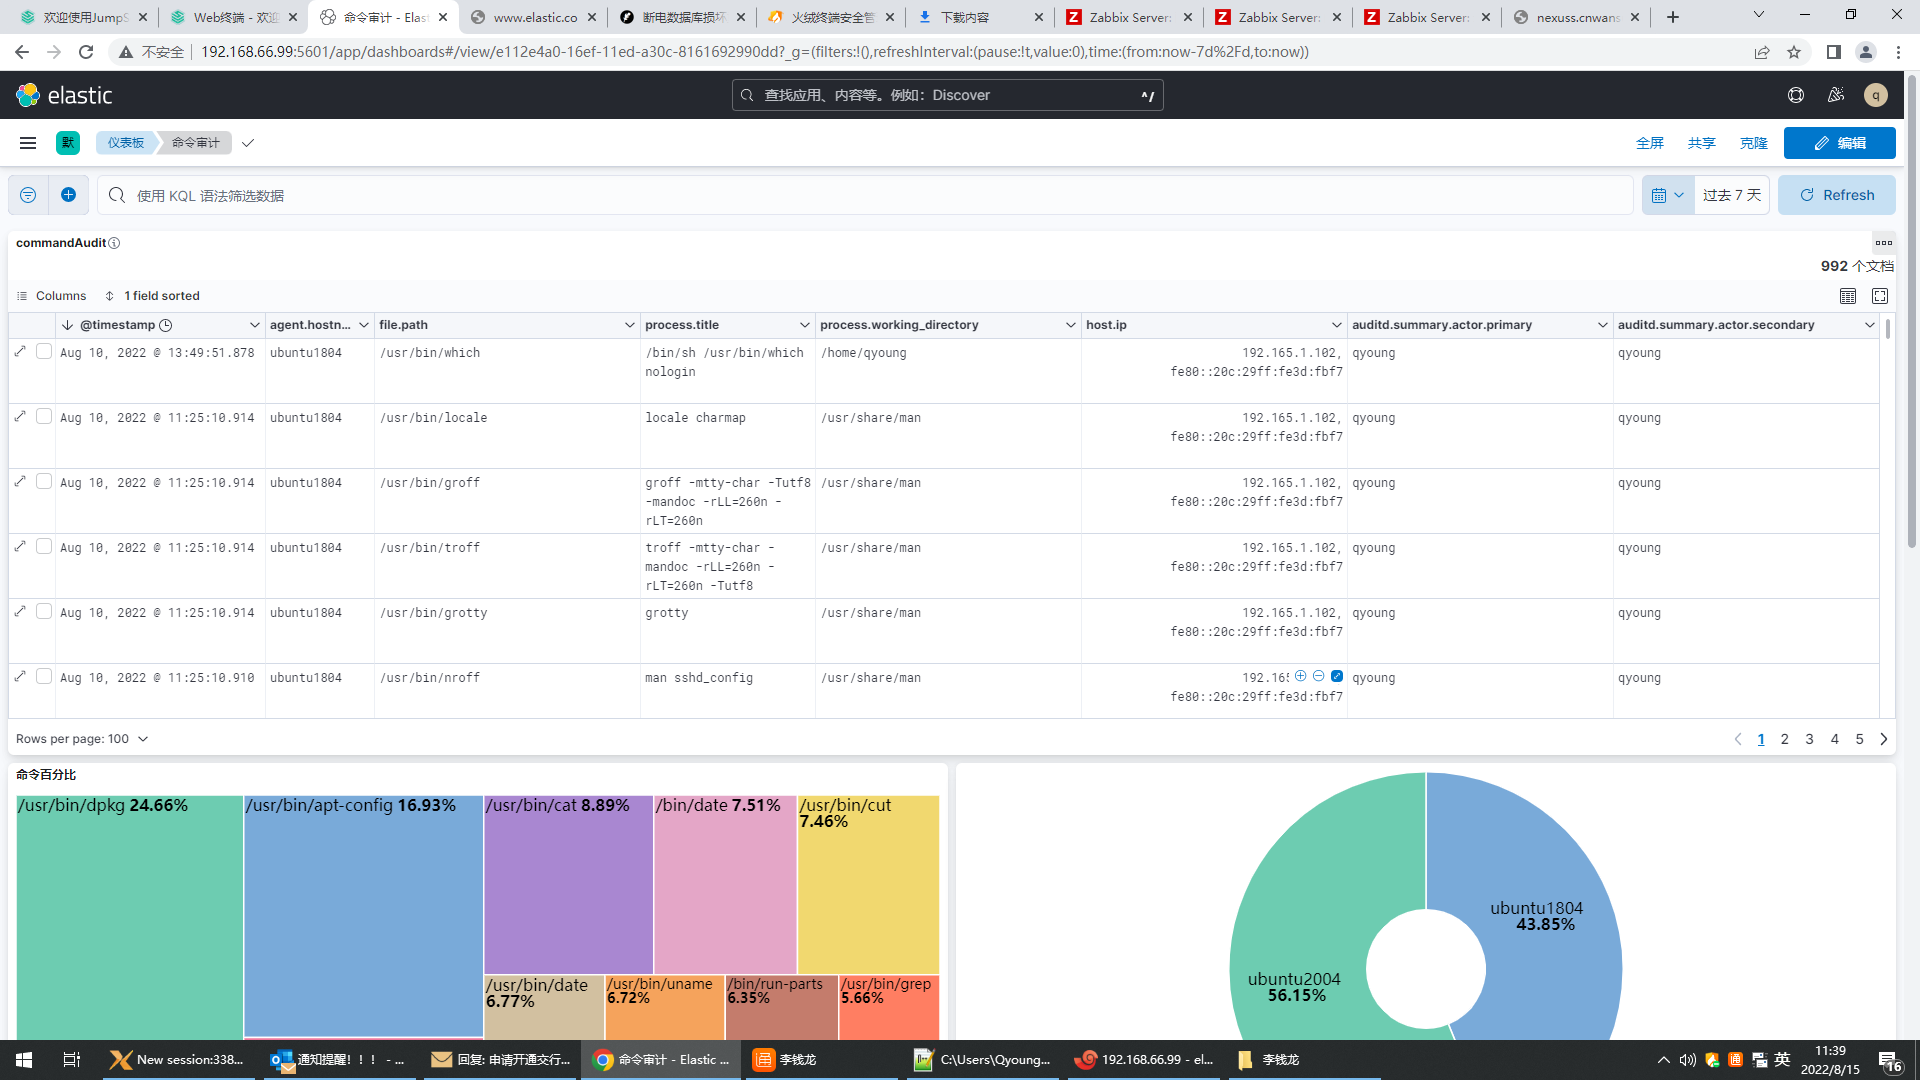 欢迎使用JumpS
Web终端 - 欢迎
命令审计 - Elast
www.elastic.co
断电数据库损坏
火绒终端安全管
下载内容
Zabbix Server:
Zabbix Server:
Zabbix Server:
nexuss.cnwans
不安全
192.168.66.99:5601/app/dashboards#/view/e112e4a0-16ef-11ed-a30c-8161692990dd?_g=(filters:!(),refreshInterval:(pause:!t,value:0),time:(from:now-7d%2Fd,to:now))
elastic
查找应用、内容等。例如：Discover
^/
q
默
仪表板
命令审计
全屏
共享
克隆
编辑
使用 KQL 语法筛选数据
过去 7 天
Refresh
commandAudit
992 个文档
Columns
1 field sorted
@timestamp
agent.hostn...
file.path
process.title
process.working_directory
host.ip
auditd.summary.actor.primary
auditd.summary.actor.secondary
Aug 10, 2022 @ 13:49:51.878
ubuntu1804
/usr/bin/which
/bin/sh /usr/bin/which
nologin
/home/qyoung
192.165.1.102,
fe80::20c:29ff:fe3d:fbf7
qyoung
qyoung
Aug 10, 2022 @ 11:25:10.914
ubuntu1804
/usr/bin/locale
locale charmap
/usr/share/man
192.165.1.102,
fe80::20c:29ff:fe3d:fbf7
qyoung
qyoung
Aug 10, 2022 @ 11:25:10.914
ubuntu1804
/usr/bin/groff
groff -mtty-char -Tutf8
-mandoc -rLL=260n -
rLT=260n
/usr/share/man
192.165.1.102,
fe80::20c:29ff:fe3d:fbf7
qyoung
qyoung
Aug 10, 2022 @ 11:25:10.914
ubuntu1804
/usr/bin/troff
troff -mtty-char -
mandoc -rLL=260n -
rLT=260n -Tutf8
/usr/share/man
192.165.1.102,
fe80::20c:29ff:fe3d:fbf7
qyoung
qyoung
Aug 10, 2022 @ 11:25:10.914
ubuntu1804
/usr/bin/grotty
grotty
/usr/share/man
192.165.1.102,
fe80::20c:29ff:fe3d:fbf7
qyoung
qyoung
Aug 10, 2022 @ 11:25:10.910
ubuntu1804
/usr/bin/nroff
man sshd_config
/usr/share/man
192.165
fe80::20c:29ff:fe3d:fbf7
qyoung
qyoung
Rows per page: 100
1 2 3 4 5
命令百分比
/usr/bin/dpkg 24.66%
/usr/bin/apt-config 16.93%
/usr/bin/cat 8.89%
/bin/date 7.51%
/usr/bin/cut
7.46%
/usr/bin/date
6.77%
/usr/bin/uname
6.72%
/bin/run-parts
6.35%
/usr/bin/grep
5.66%
ubuntu1804
43.85%
ubuntu2004
56.15%
New session:338...
通知提醒！！！ - ...
回复: 申请开通交行...
命令审计 - Elastic ...
李钱龙
C:\Users\Qyoung...
192.168.66.99 - el...
李钱龙
英
11:39
2022/8/15
16